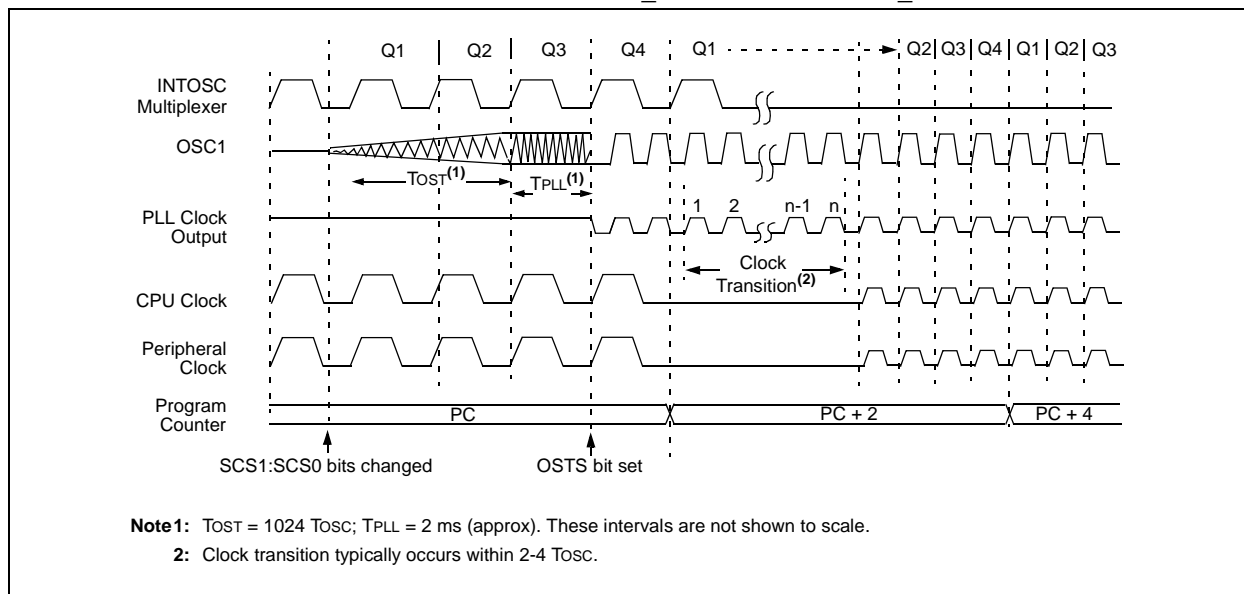 Q1 Q2 Q3 Q4 Q1 Q2 Q3 Q4 Q1 Q2 Q3
INTOSC
Multiplexer
OSC1
TOST(1) TPLL(1)
1 2 n-1 n
PLL Clock
Output
Clock
Transition(2)
CPU Clock
Peripheral
Clock
Program
Counter
PC PC + 2 PC + 4
SCS1:SCS0 bits changed OSTS bit set
Note1: TOST = 1024 TOSC; TPLL = 2 ms (approx). These intervals are not shown to scale.
2: Clock transition typically occurs within 2-4 TOSC.